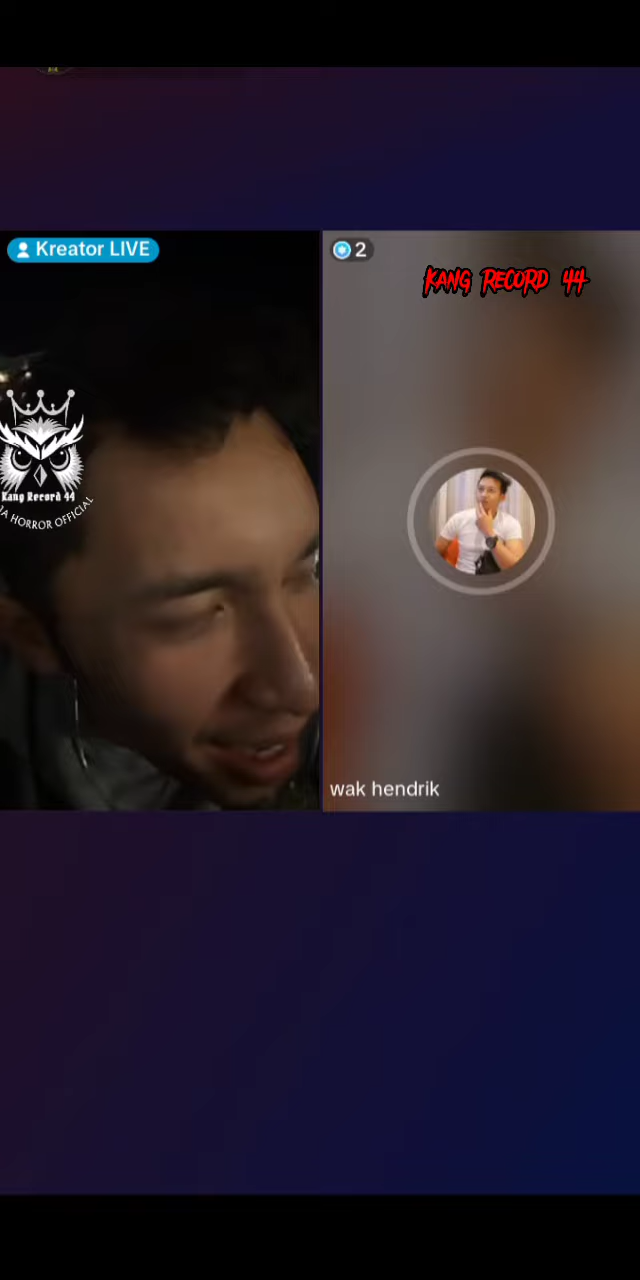 Kreator LIVE
2
KANG RECORD 44
Kang Record 44
HORROR OFFICIAL
wak hendrik